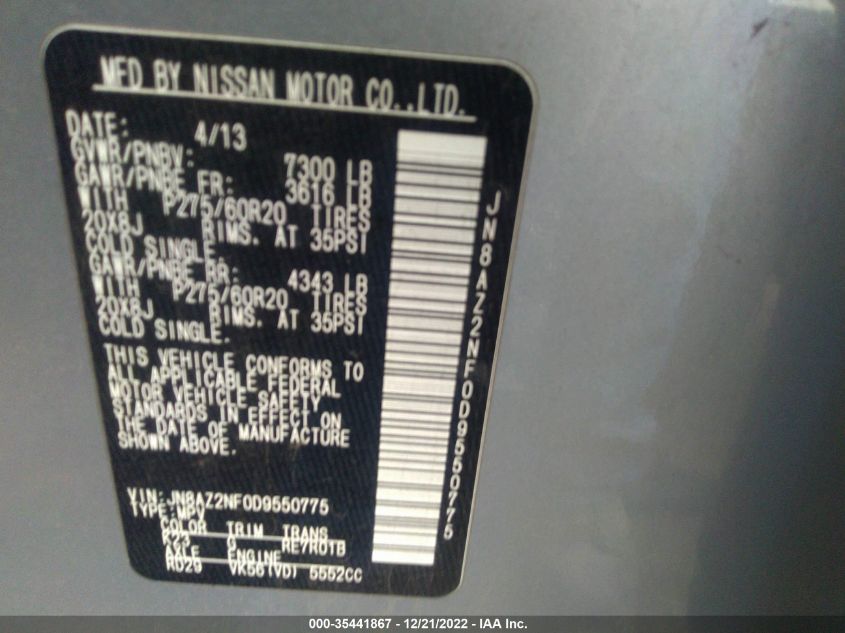 MFD BY NISSAN MOTOR CO.,LTD.
DATE: 4/13
GVWR/PNBV: 7300 LB
GAWR/PNBE FR: 3616 LB
WITH P275/60R20 TIRES
20X8J RIMS. AT 35PSI
COLD SINGLE.
GAWR/PNBE RR: 4343 LB
WITH P275/60R20 TIRES
20X8J RIMS. AT 35PSI
COLD SINGLE.
THIS VEHICLE CONFORMS TO
ALL APPLICABLE FEDERAL
MOTOR VEHICLE SAFETY
STANDARDS IN EFFECT ON
THE DATE OF MANUFACTURE
SHOWN ABOVE.
VIN:JN8AZ2NF0D9550775
TYPE:MPV
COLOR TRIM TRANS
K23 G RE7R01B
AXLE ENGINE
RD29 VK56(VD) 5552CC
JN8AZ2NF0D9550775
000-35441867 - 12/21/2022 - IAA Inc.